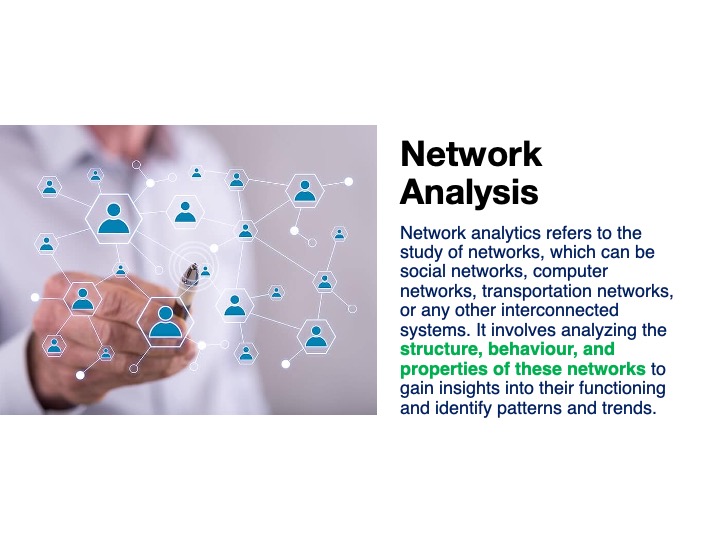 Network
Analysis
Network analytics refers to the
study of networks, which can be
social networks, computer
networks, transportation networks,
or any other interconnected
systems. It involves analyzing the
structure, behaviour, and
properties of these networks to
gain insights into their functioning
and identify patterns and trends.